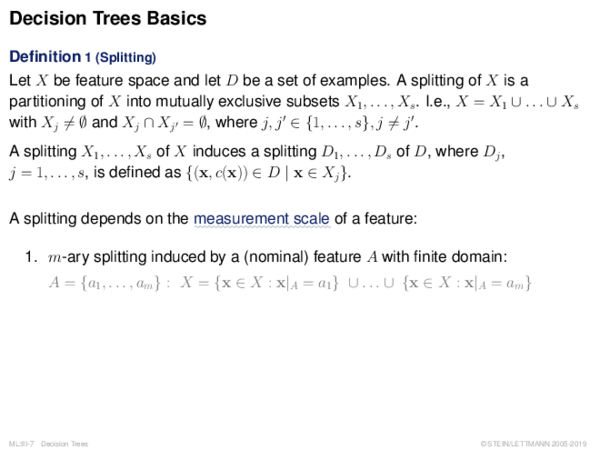 Decision Trees Basics
Definition 1 (Splitting)
Let X be feature space and let D be a set of examples. A splitting of X is a
partitioning of X into mutually exclusive subsets X₁, . . . , Xₛ. I.e., X = X₁ ∪ . . . ∪ Xₛ
with Xⱼ ≠ ∅ and Xⱼ ∩ Xⱼ′ = ∅, where j, j′ ∈ {1, . . . , s}, j ≠ j′.
A splitting X₁, . . . , Xₛ of X induces a splitting D₁, . . . , Dₛ of D, where Dⱼ,
j = 1, . . . , s, is defined as {(x, c(x)) ∈ D | x ∈ Xⱼ}.
A splitting depends on the measurement scale of a feature:
1. m-ary splitting induced by a (nominal) feature A with finite domain:
A = {a₁, . . . , aₘ} : X = {x ∈ X : x|_A = a₁} ∪ . . . ∪ {x ∈ X : x|_A = aₘ}
ML:III-7 Decision Trees © STEIN/LETTMANN 2005-2019